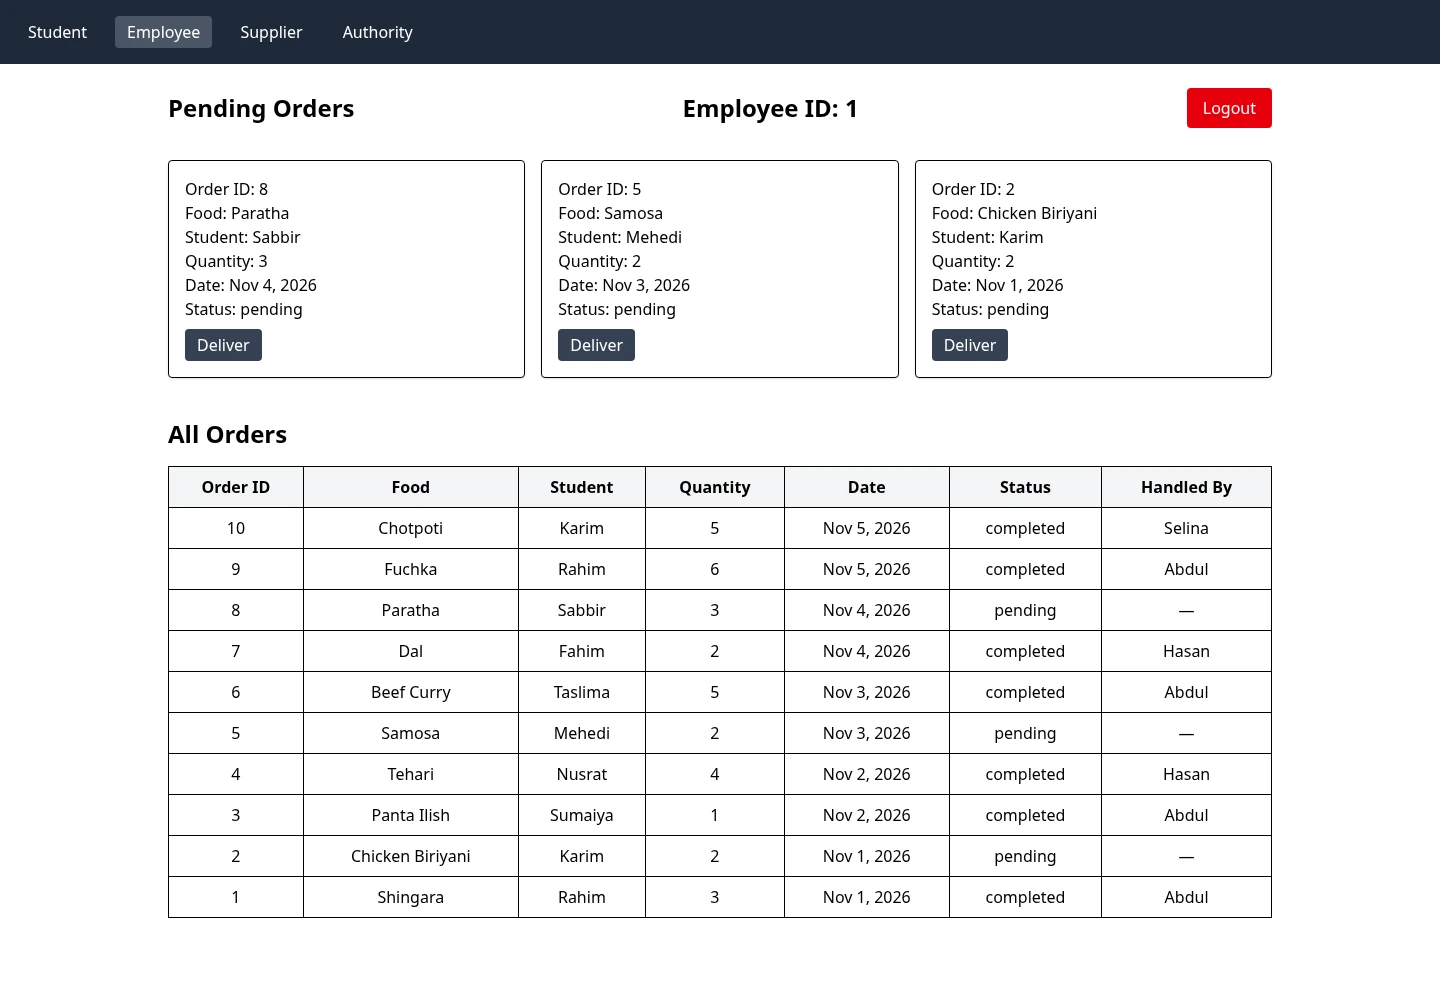 Student Employee Supplier Authority
Pending Orders Employee ID: 1 Logout
Order ID: 8
Food: Paratha
Student: Sabbir
Quantity: 3
Date: Nov 4, 2026
Status: pending
Deliver
Order ID: 5
Food: Samosa
Student: Mehedi
Quantity: 2
Date: Nov 3, 2026
Status: pending
Deliver
Order ID: 2
Food: Chicken Biriyani
Student: Karim
Quantity: 2
Date: Nov 1, 2026
Status: pending
Deliver
All Orders
Order ID Food Student Quantity Date Status Handled By
10 Chotpoti Karim 5 Nov 5, 2026 completed Selina
9 Fuchka Rahim 6 Nov 5, 2026 completed Abdul
8 Paratha Sabbir 3 Nov 4, 2026 pending —
7 Dal Fahim 2 Nov 4, 2026 completed Hasan
6 Beef Curry Taslima 5 Nov 3, 2026 completed Abdul
5 Samosa Mehedi 2 Nov 3, 2026 pending —
4 Tehari Nusrat 4 Nov 2, 2026 completed Hasan
3 Panta Ilish Sumaiya 1 Nov 2, 2026 completed Abdul
2 Chicken Biriyani Karim 2 Nov 1, 2026 pending —
1 Shingara Rahim 3 Nov 1, 2026 completed Abdul